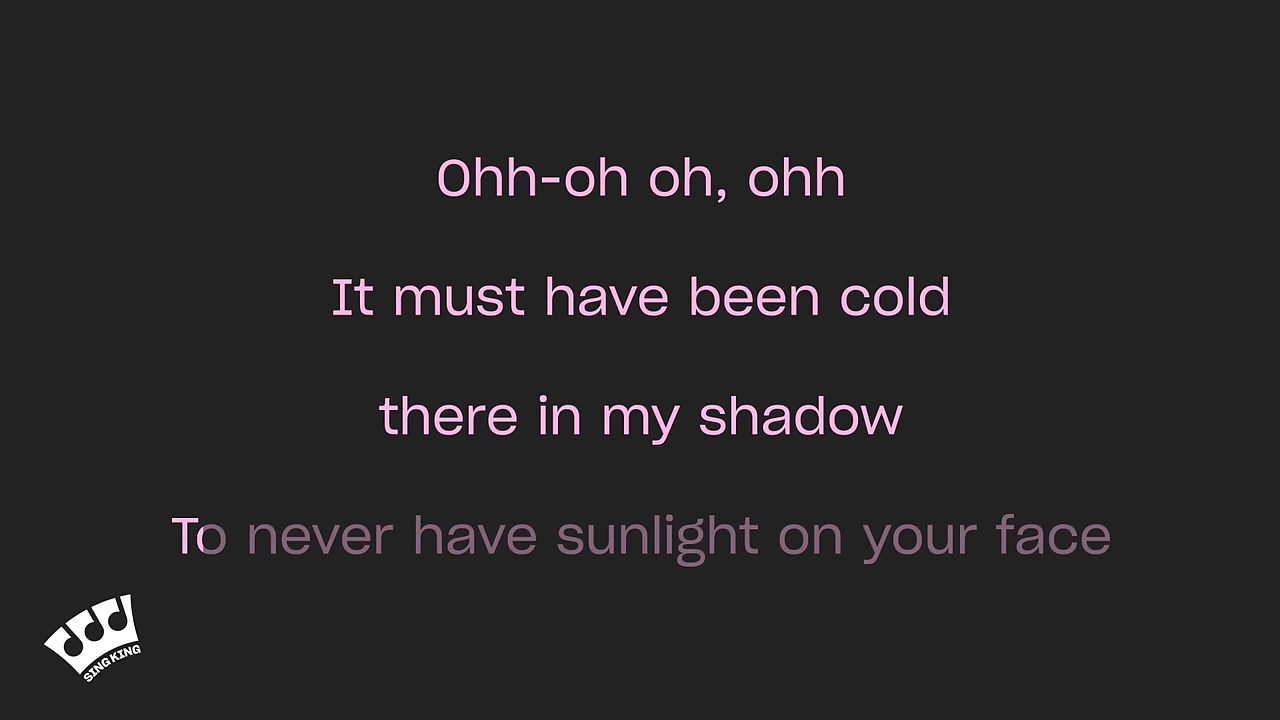 Ohh-oh oh, ohh
It must have been cold
there in my shadow
To never have sunlight on your face
SING KING